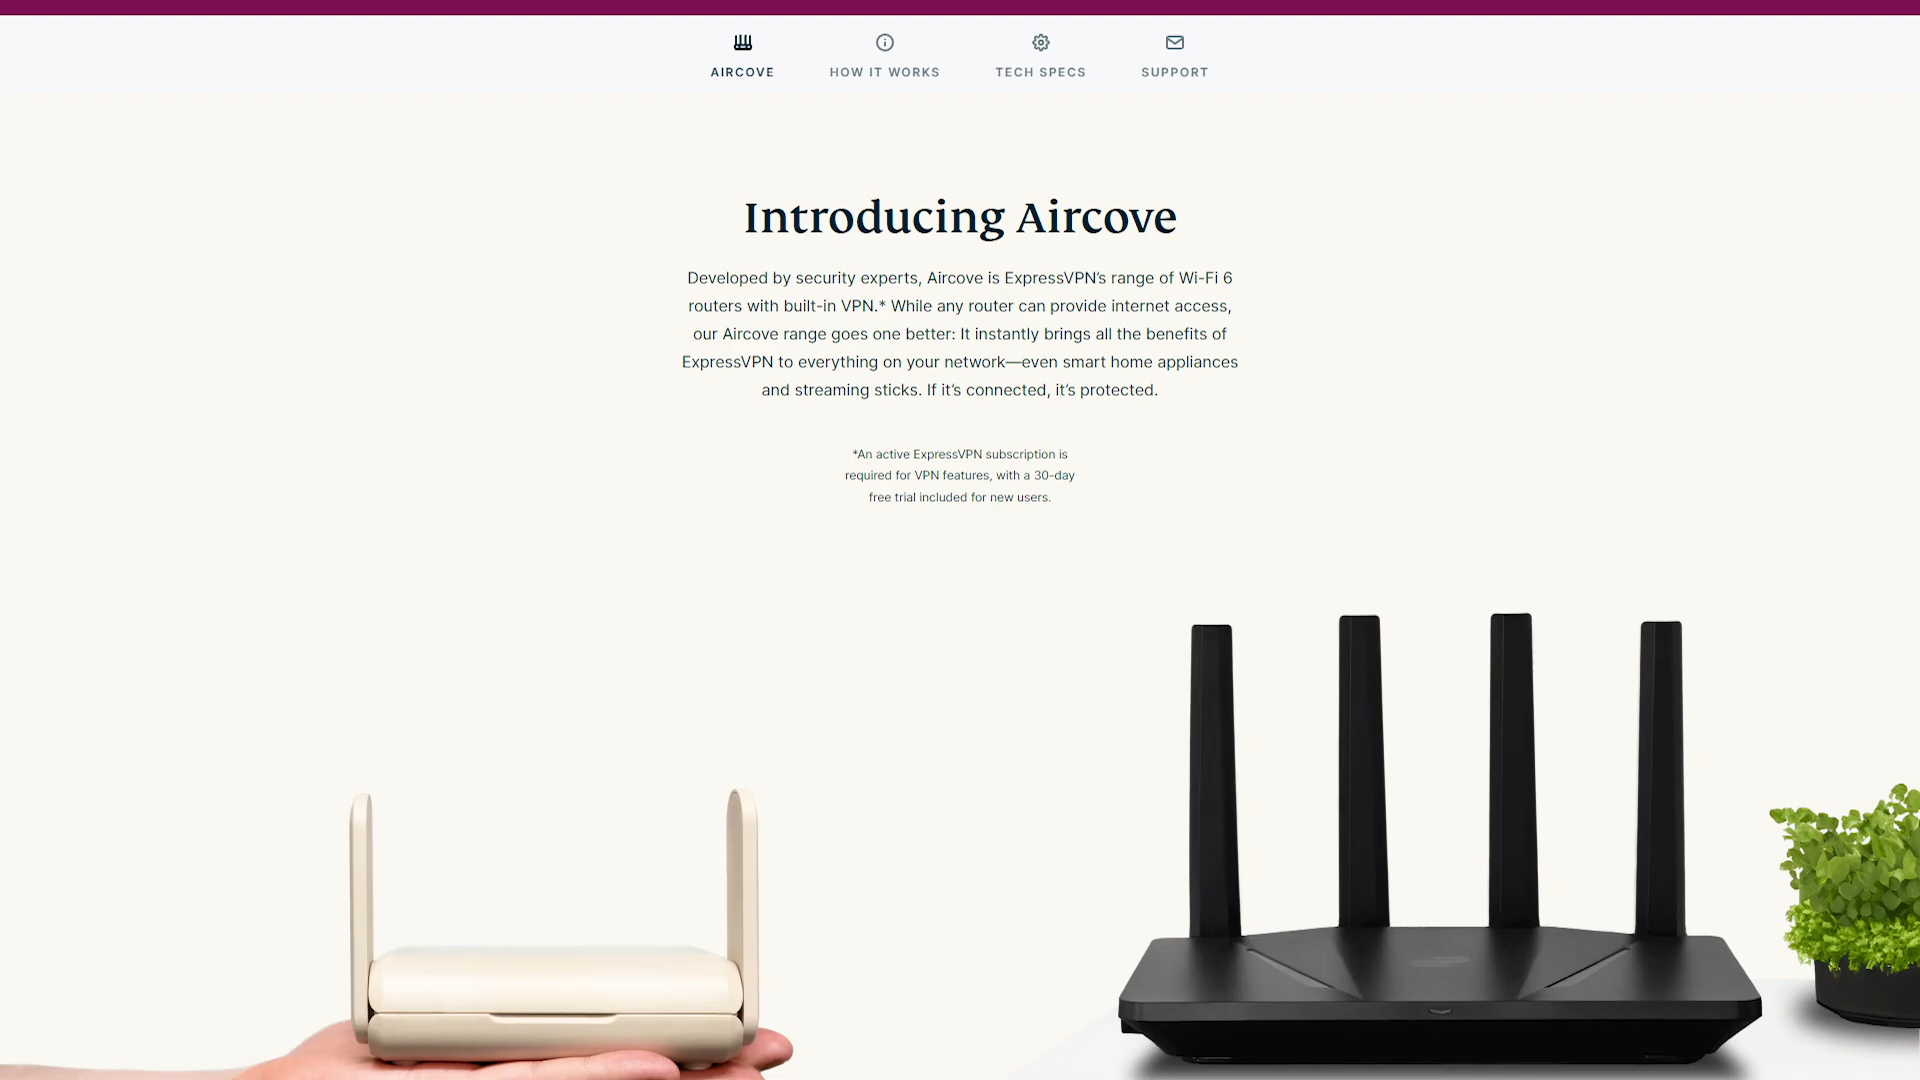 AIRCOVE
HOW IT WORKS
TECH SPECS
SUPPORT
Introducing Aircove
Developed by security experts, Aircove is ExpressVPN’s range of Wi-Fi 6
routers with built-in VPN.* While any router can provide internet access,
our Aircove range goes one better: It instantly brings all the benefits of
ExpressVPN to everything on your network—even smart home appliances
and streaming sticks. If it’s connected, it’s protected.
*An active ExpressVPN subscription is
required for VPN features, with a 30-day
free trial included for new users.